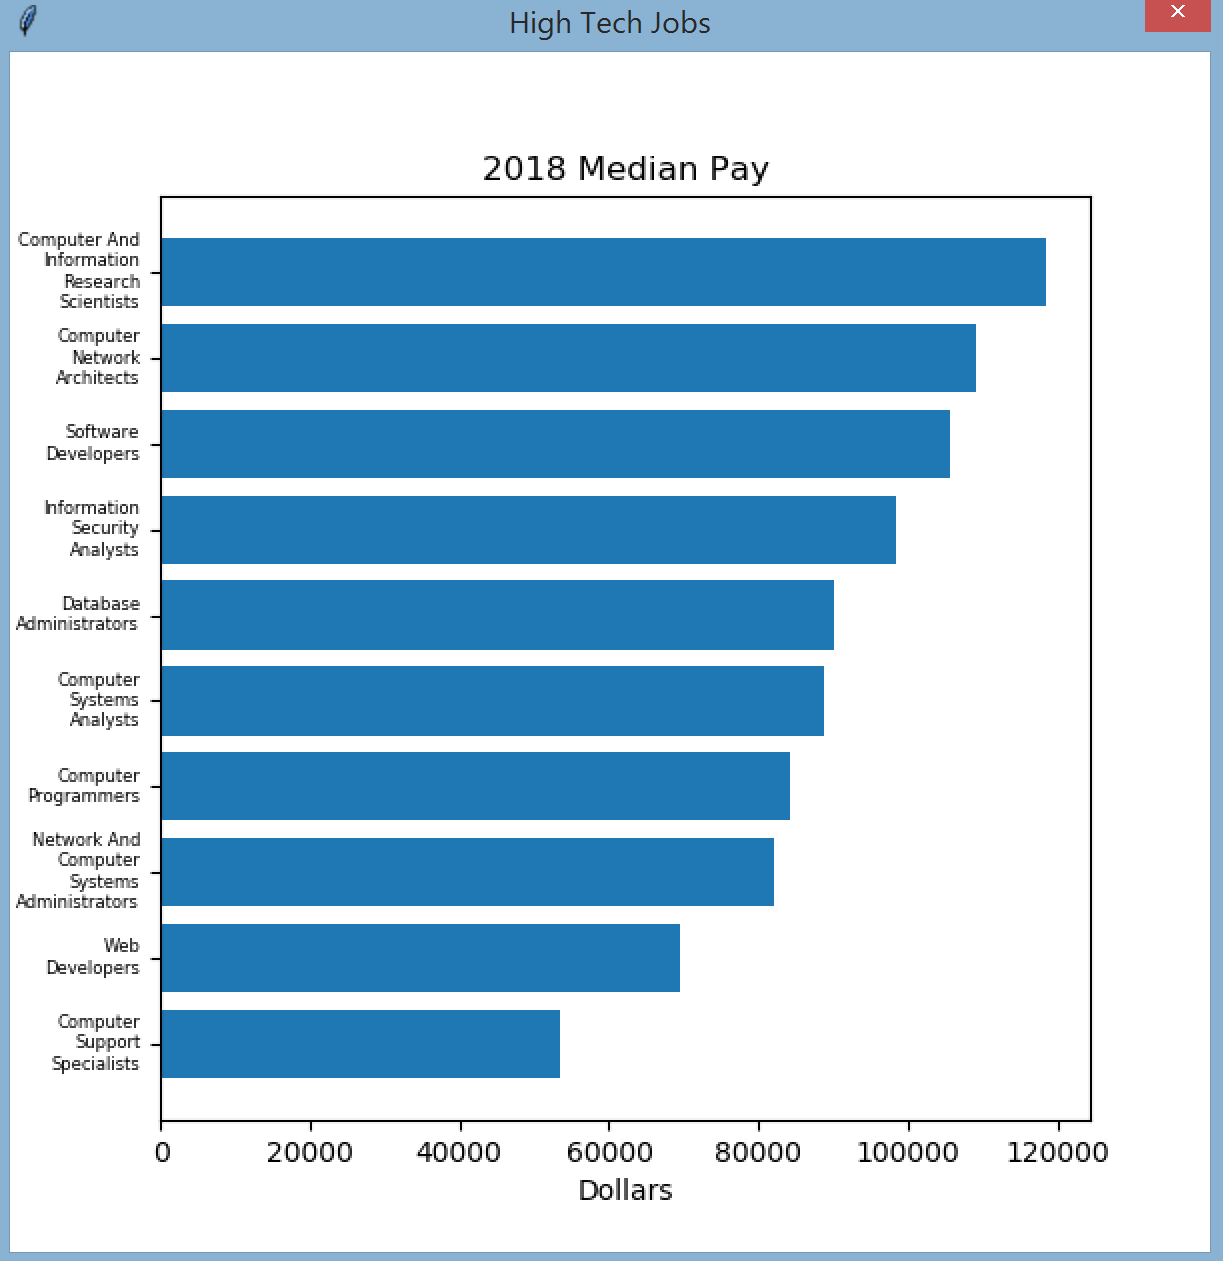 High Tech Jobs
2018 Median Pay
Computer And
Information
Research
Scientists
Computer
Network
Architects
Software
Developers
Information
Security
Analysts
Database
Administrators
Computer
Systems
Analysts
Computer
Programmers
Network And
Computer
Systems
Administrators
Web
Developers
Computer
Support
Specialists
0 20000 40000 60000 80000 100000 120000
Dollars